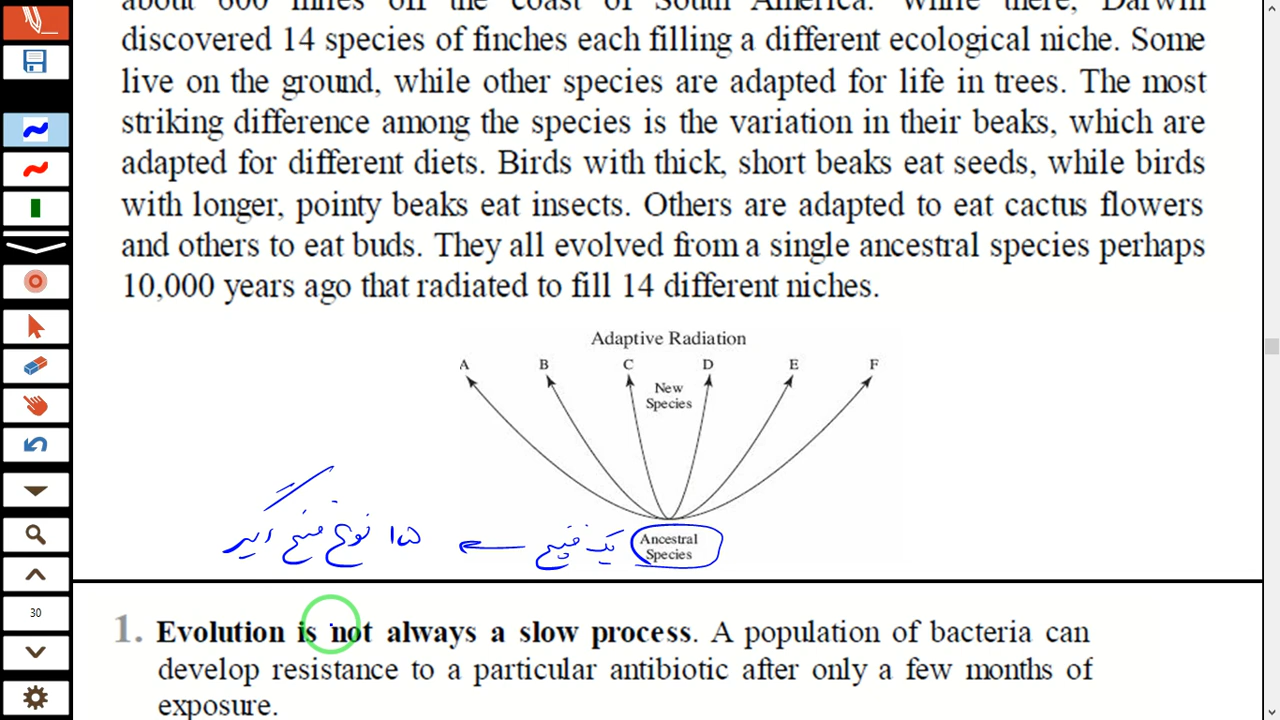 about 600 miles off the coast of South America. While there, Darwin
discovered 14 species of finches each filling a different ecological niche. Some
live on the ground, while other species are adapted for life in trees. The most
striking difference among the species is the variation in their beaks, which are
adapted for different diets. Birds with thick, short beaks eat seeds, while birds
with longer, pointy beaks eat insects. Others are adapted to eat cactus flowers
and others to eat buds. They all evolved from a single ancestral species perhaps
10,000 years ago that radiated to fill 14 different niches.
Adaptive Radiation
A B C D E F
New
Species
Ancestral
Species
یک فینچ
نوع فینچ
30
1. Evolution is not always a slow process. A population of bacteria can
develop resistance to a particular antibiotic after only a few months of
exposure.